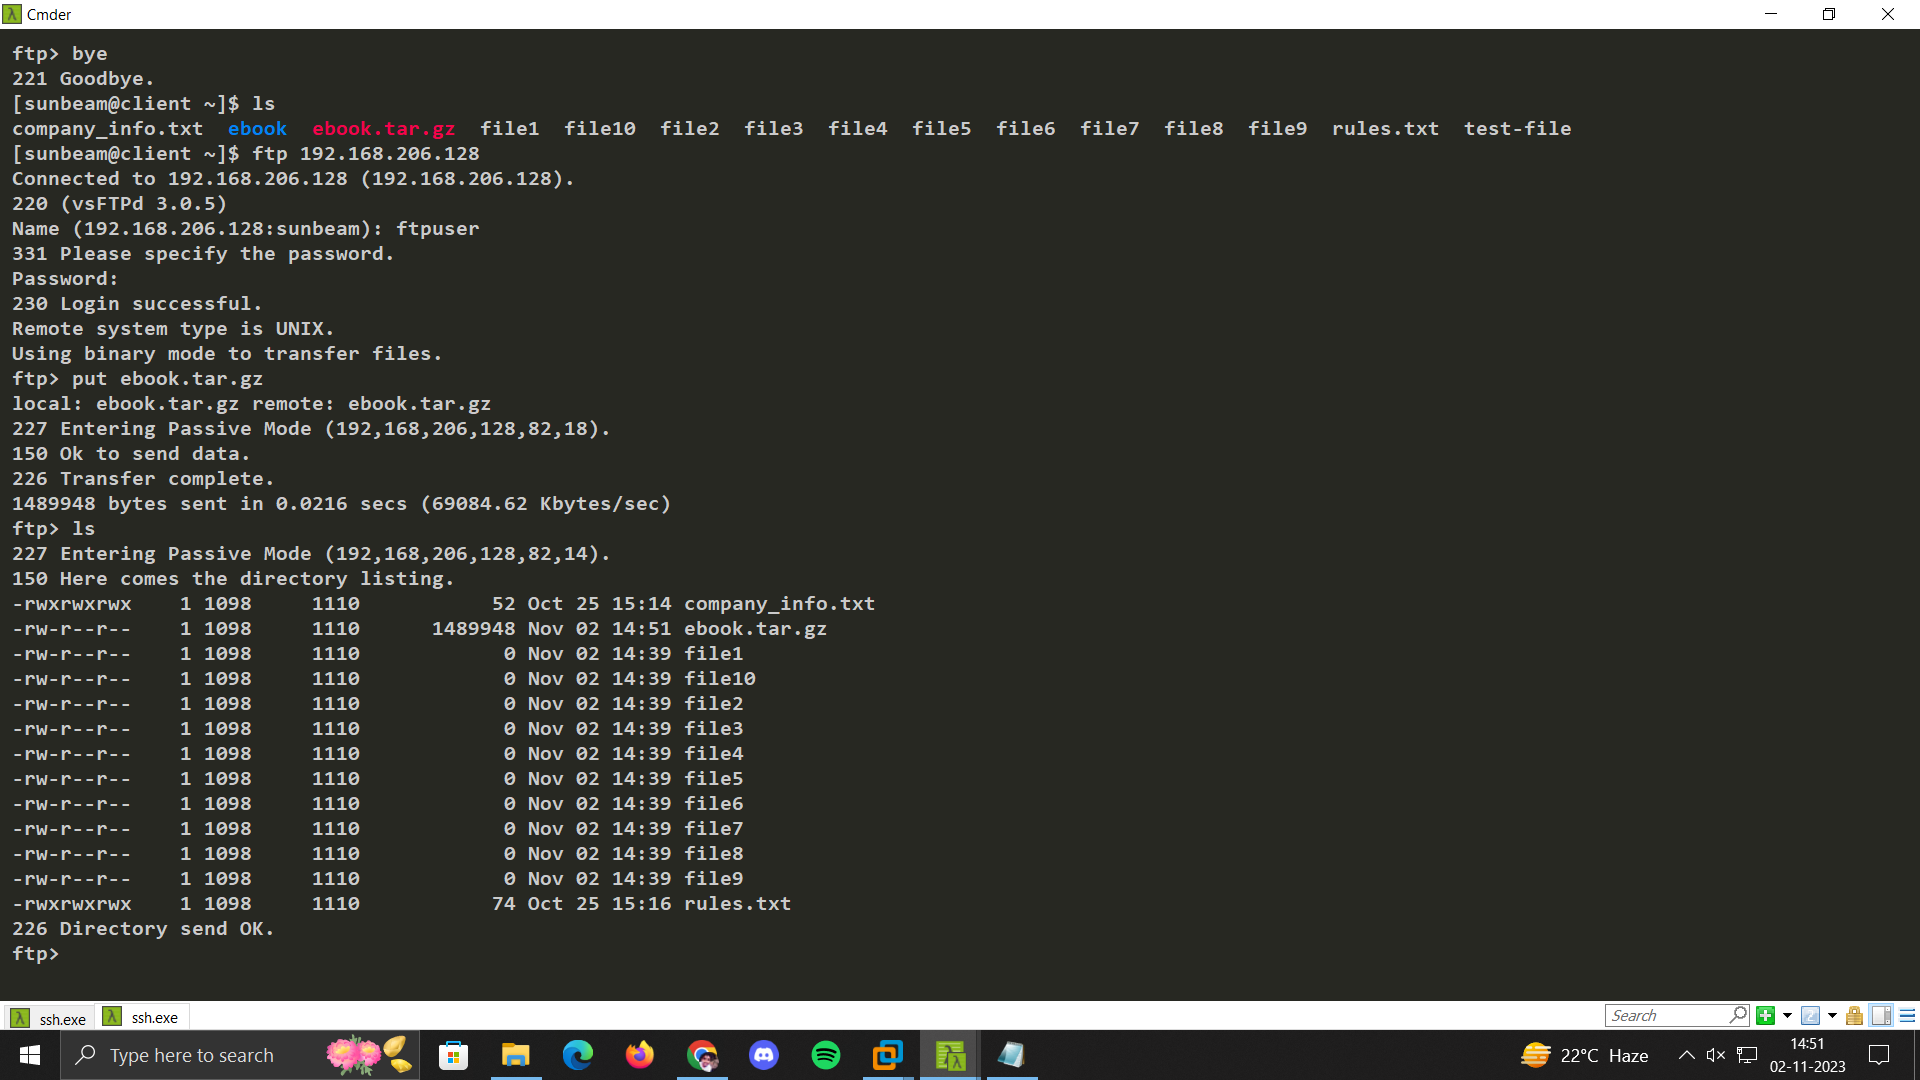 Cmder
ftp> bye
221 Goodbye.
[sunbeam@client ~]$ ls
company_info.txt  ebook  ebook.tar.gz  file1  file10  file2  file3  file4  file5  file6  file7  file8  file9  rules.txt  test-file
[sunbeam@client ~]$ ftp 192.168.206.128
Connected to 192.168.206.128 (192.168.206.128).
220 (vsFTPd 3.0.5)
Name (192.168.206.128:sunbeam): ftpuser
331 Please specify the password.
Password:
230 Login successful.
Remote system type is UNIX.
Using binary mode to transfer files.
ftp> put ebook.tar.gz
local: ebook.tar.gz remote: ebook.tar.gz
227 Entering Passive Mode (192,168,206,128,82,18).
150 Ok to send data.
226 Transfer complete.
1489948 bytes sent in 0.0216 secs (69084.62 Kbytes/sec)
ftp> ls
227 Entering Passive Mode (192,168,206,128,82,14).
150 Here comes the directory listing.
-rwxrwxrwx    1 1098     1110           52 Oct 25 15:14 company_info.txt
-rw-r--r--    1 1098     1110      1489948 Nov 02 14:51 ebook.tar.gz
-rw-r--r--    1 1098     1110            0 Nov 02 14:39 file1
-rw-r--r--    1 1098     1110            0 Nov 02 14:39 file10
-rw-r--r--    1 1098     1110            0 Nov 02 14:39 file2
-rw-r--r--    1 1098     1110            0 Nov 02 14:39 file3
-rw-r--r--    1 1098     1110            0 Nov 02 14:39 file4
-rw-r--r--    1 1098     1110            0 Nov 02 14:39 file5
-rw-r--r--    1 1098     1110            0 Nov 02 14:39 file6
-rw-r--r--    1 1098     1110            0 Nov 02 14:39 file7
-rw-r--r--    1 1098     1110            0 Nov 02 14:39 file8
-rw-r--r--    1 1098     1110            0 Nov 02 14:39 file9
-rwxrwxrwx    1 1098     1110           74 Oct 25 15:16 rules.txt
226 Directory send OK.
ftp>
ssh.exe  ssh.exe  Search
Type here to search  22°C  Haze  14:51
02-11-2023